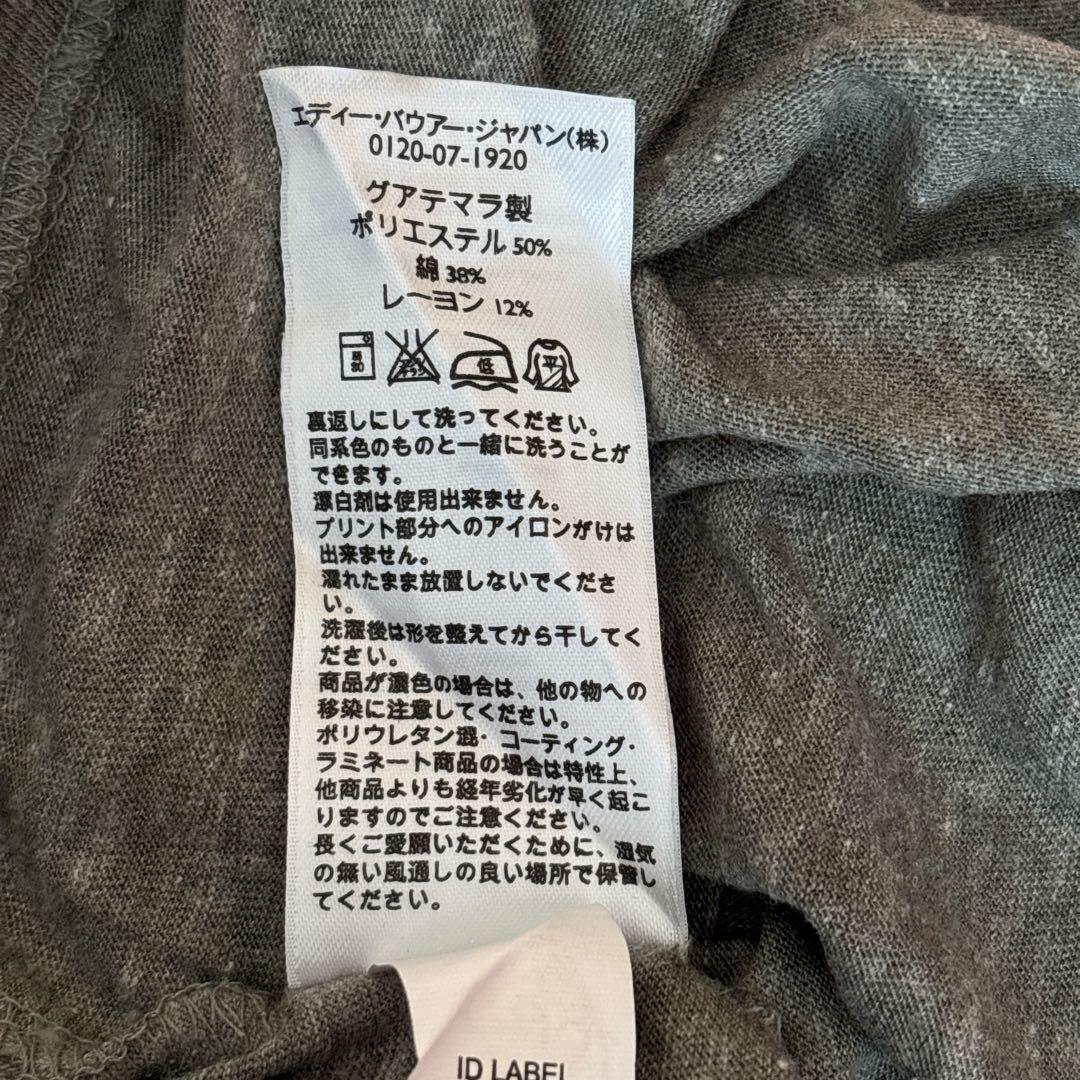 エディー・バウアー・ジャパン(株)
0120-07-1920
グアテマラ製
ポリエステル 50%
綿 38%
レーヨン 12%
低 平
裏返しにして洗ってください。
同系色のものと一緒に洗うことが
できます。
漂白剤は使用出来ません。
プリント部分へのアイロンがけは
出来ません。
濡れたまま放置しないでくださ
い。
洗濯後は形を整えてから干してく
ださい。
商品が濃色の場合は、他の物への
移染に注意してください。
ポリウレタン混・コーティング・
ラミネート商品の場合は特性上、
他商品よりも経年劣化が早く起こ
りますのでご注意ください。
長くご愛願いただくために、湿気
の無い風通しの良い場所で保管し
てください。
ID LABEL